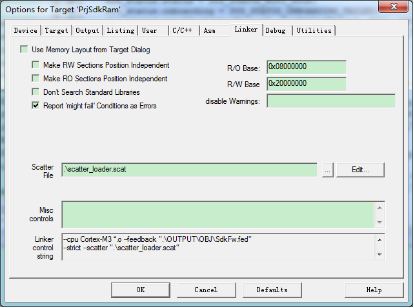 Options for Target 'PrjSdkRam'
Device Target Output Listing User C/C++ Asm Linker Debug Utilities
Use Memory Layout from Target Dialog
Make RW Sections Position Independent
Make RO Sections Position Independent
Don't Search Standard Libraries
Report 'might fail' Conditions as Errors
R/O Base: 0x08000000
R/W Base 0x20000000
disable Warnings:
Scatter File .\scatter_loader.scat ... Edit...
Misc controls
Linker control string
--cpu Cortex-M3 *.o --feedback ".\OUTPUT\OBJ\SdkFw.fed"
--strict --scatter ".\scatter_loader.scat"
OK Cancel Defaults Help